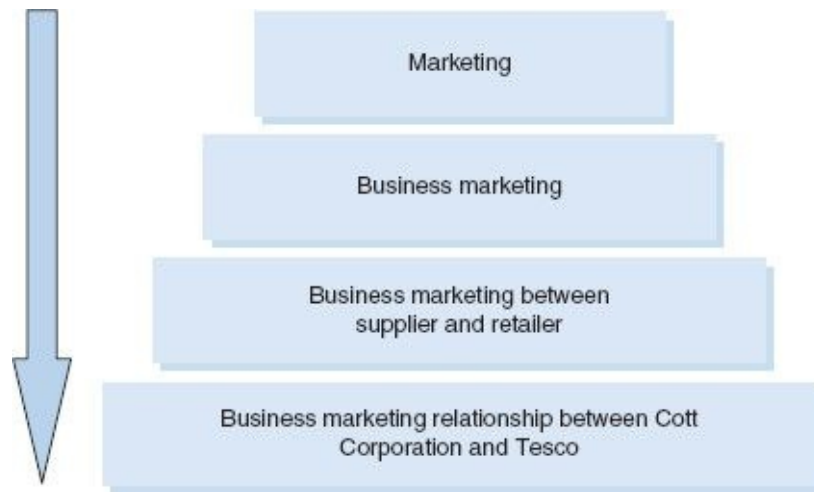 Marketing
Business marketing
Business marketing between
supplier and retailer
Business marketing relationship between Cott
Corporation and Tesco